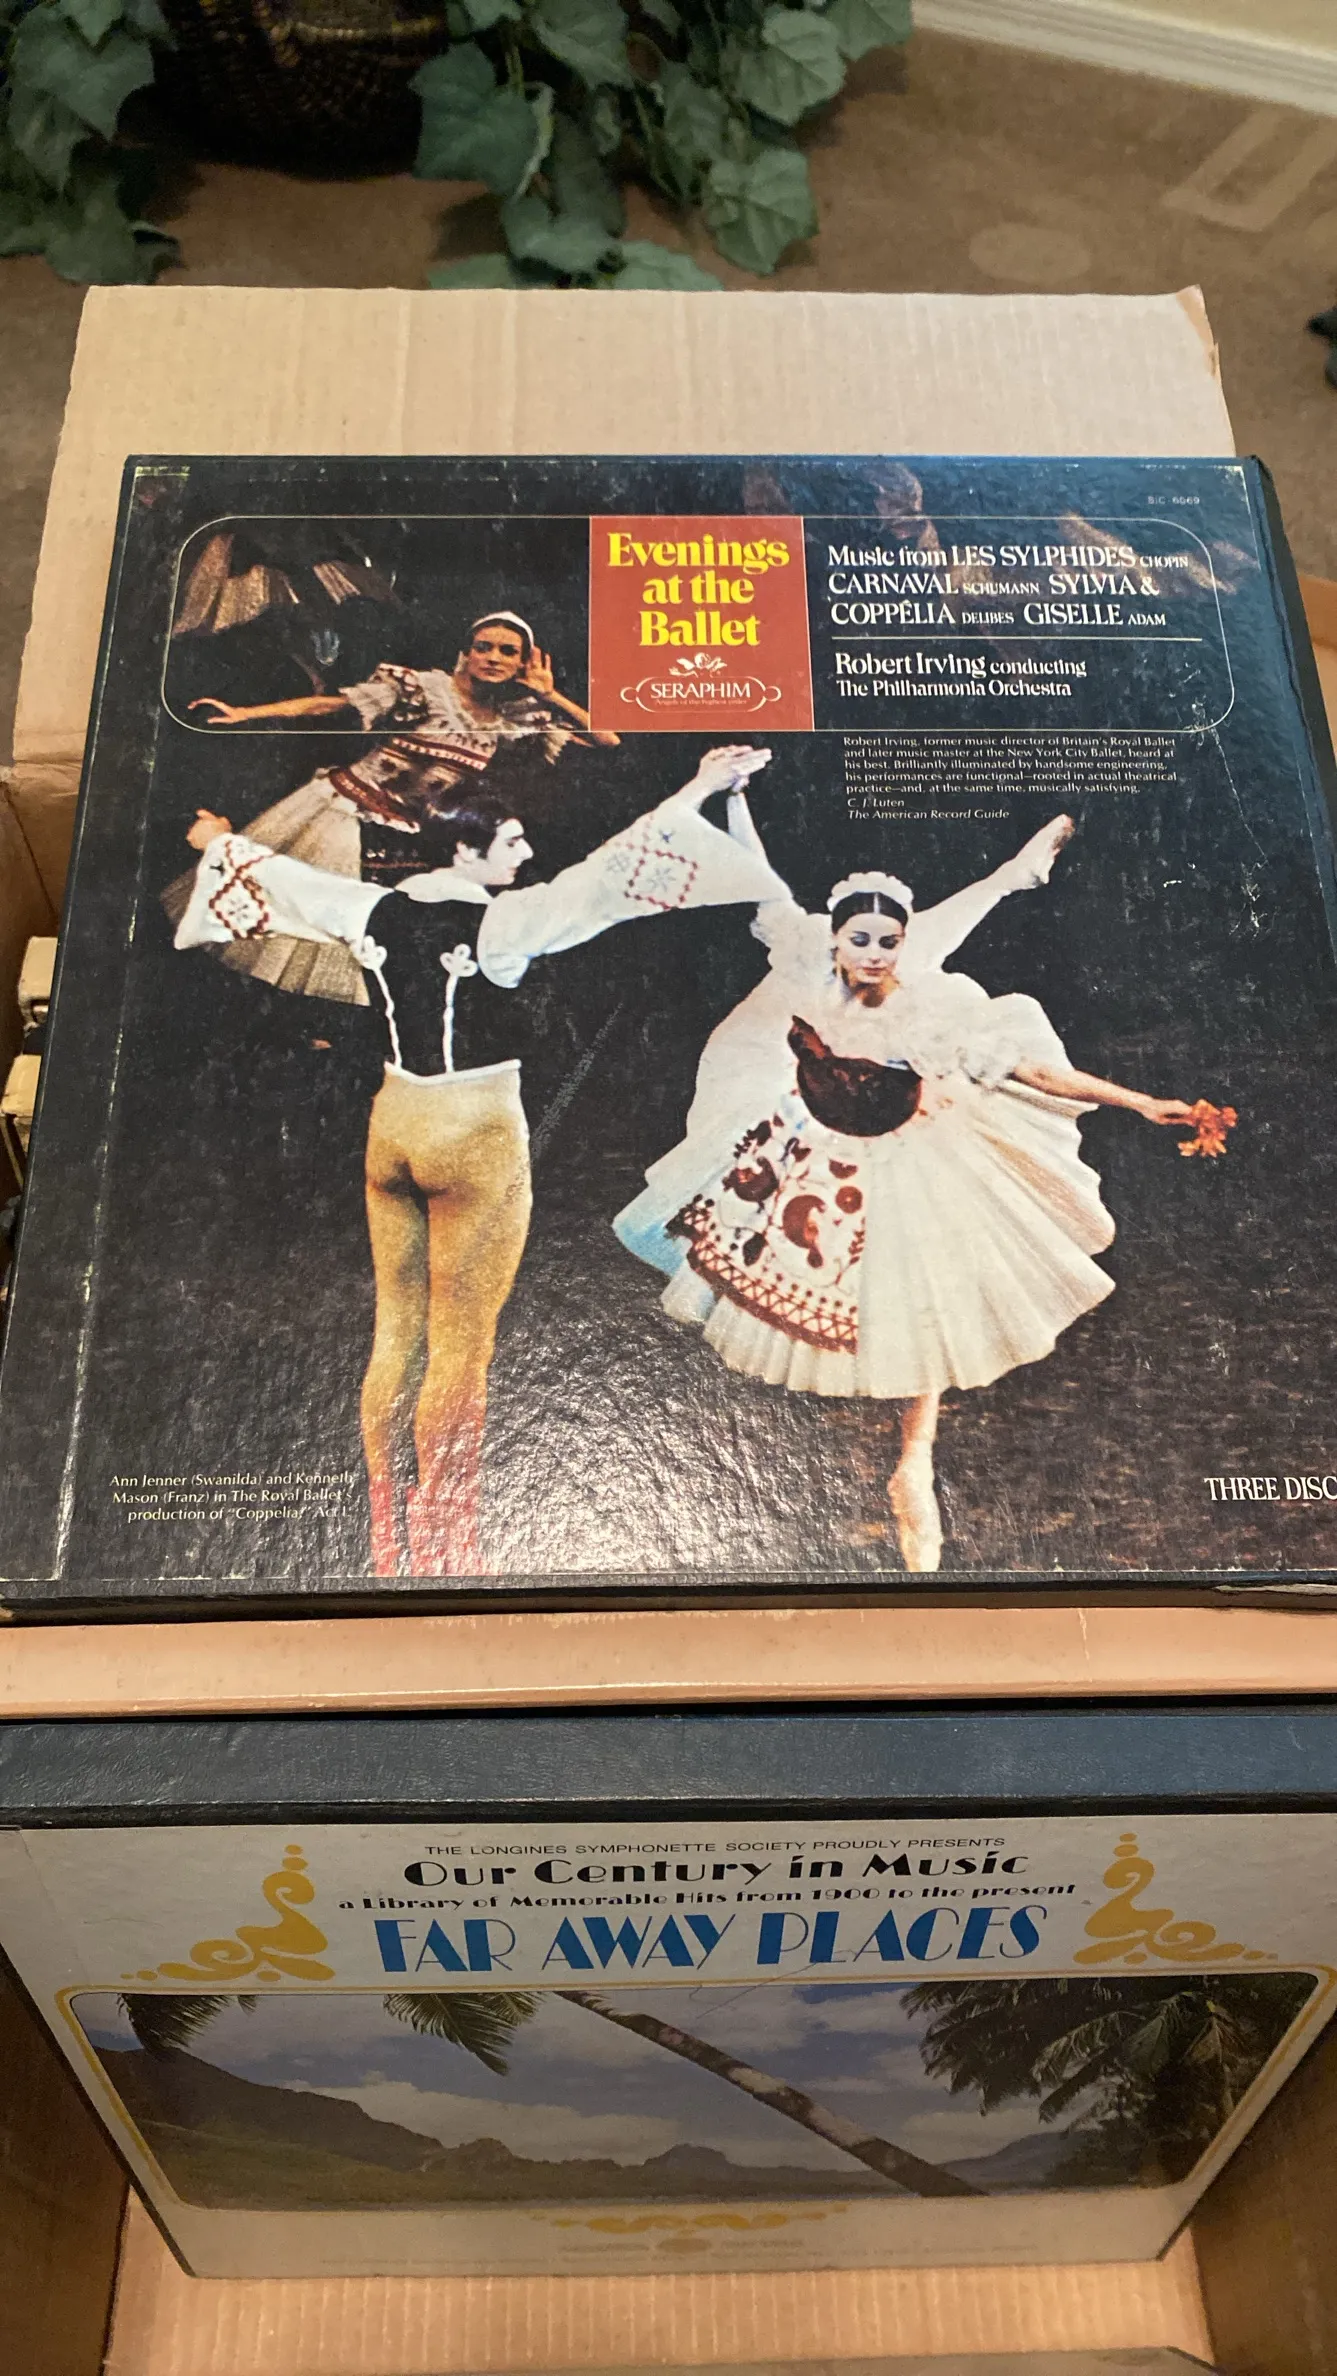 SIC-6069
Evenings
at the
Ballet
SERAPHIM
Angels of the highest order
Music from LES SYLPHIDES CHOPIN
CARNAVAL SCHUMANN SYLVIA &
COPPÉLIA DELIBES GISELLE ADAM
Robert Irving conducting
The Philharmonia Orchestra
Robert Irving, former music director of Britain's Royal Ballet
and later music master at the New York City Ballet, heard at
his best. Brilliantly illuminated by handsome engineering,
his performances are functional—rooted in actual theatrical
practice—and, at the same time, musically satisfying.
C. J. Luten
The American Record Guide
Ann Jenner (Swanilda) and Kenneth
Mason (Franz) in The Royal Ballet's
production of "Coppelia," Act I.
THREE DISC
THE LONGINES SYMPHONETTE SOCIETY PROUDLY PRESENTS
Our Century in Music
a Library of Memorable Hits from 1900 to the present
FAR AWAY PLACES